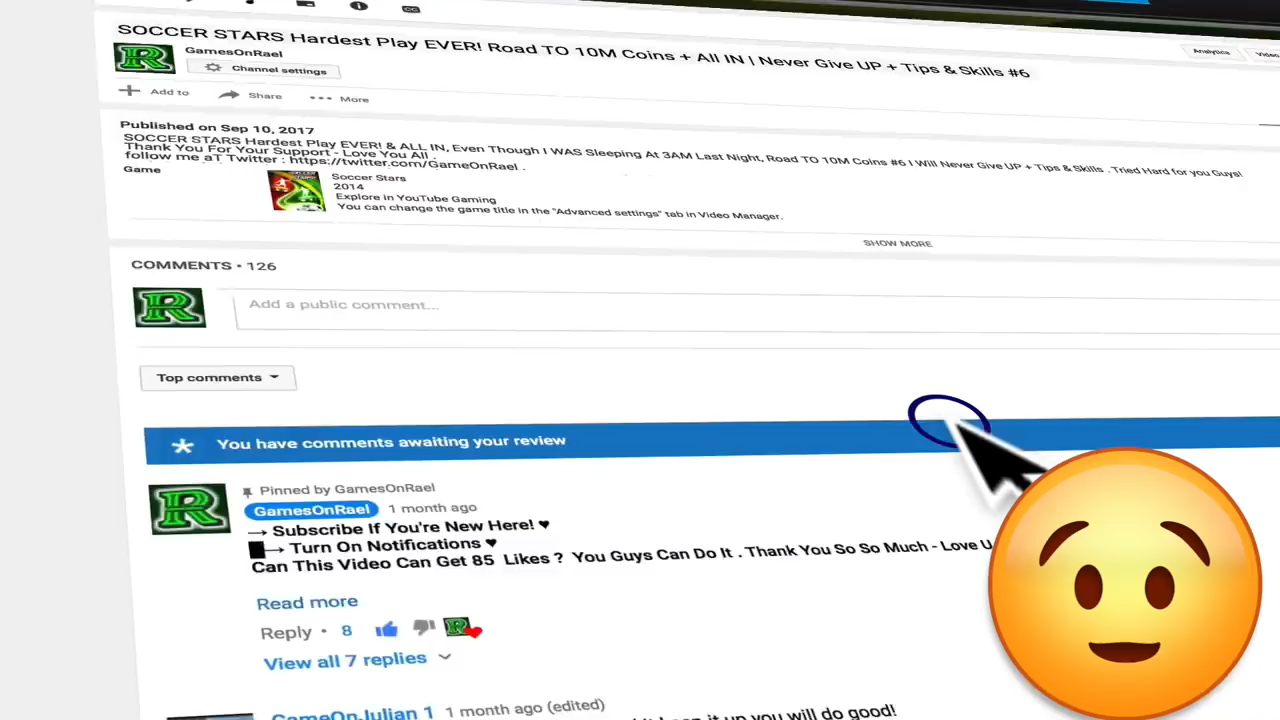 CC
SOCCER STARS Hardest Play EVER! Road TO 10M Coins + All IN | Never Give UP + Tips & Skills #6
GamesOnRael
Channel settings
Analytics
Video
Add to
Share
More
Published on Sep 10, 2017
SOCCER STARS Hardest Play EVER! & ALL IN, Even Though I WAS Sleeping At 3AM Last Night, Road TO 10M Coins #6 I Will Never Give UP + Tips & Skills . Tried Hard for you Guys!
Thank You For Your Support - Love You All .
follow me aT Twitter : https://twitter.com/GameOnRael .
Game
Soccer Stars
2014
Explore in YouTube Gaming
You can change the game title in the "Advanced settings" tab in Video Manager.
SHOW MORE
COMMENTS • 126
R
Add a public comment...
Top comments
You have comments awaiting your review
R
Pinned by GamesOnRael
GamesOnRael 1 month ago
→ Subscribe If You're New Here! ♥
→ Turn On Notifications ♥
Can This Video Can Get 85 Likes ? You Guys Can Do It . Thank You So So Much - Love U
Read more
Reply • 8
View all 7 replies
GameOnJulian 1 1 month ago (edited)
keep it up you will do good!